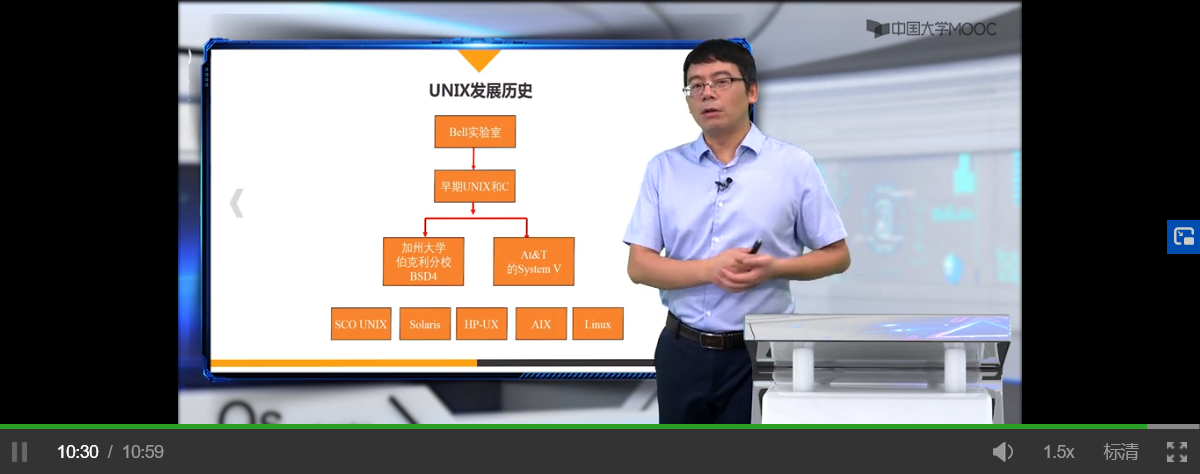 中国大学MOOC
UNIX发展历史
Bell实验室
早期UNIX和C
加州大学
伯克利分校
BSD4
At&T
的System V
SCO UNIX
Solaris
HP-UX
AIX
Linux
Os
10:30 / 10:59
1.5x
标清